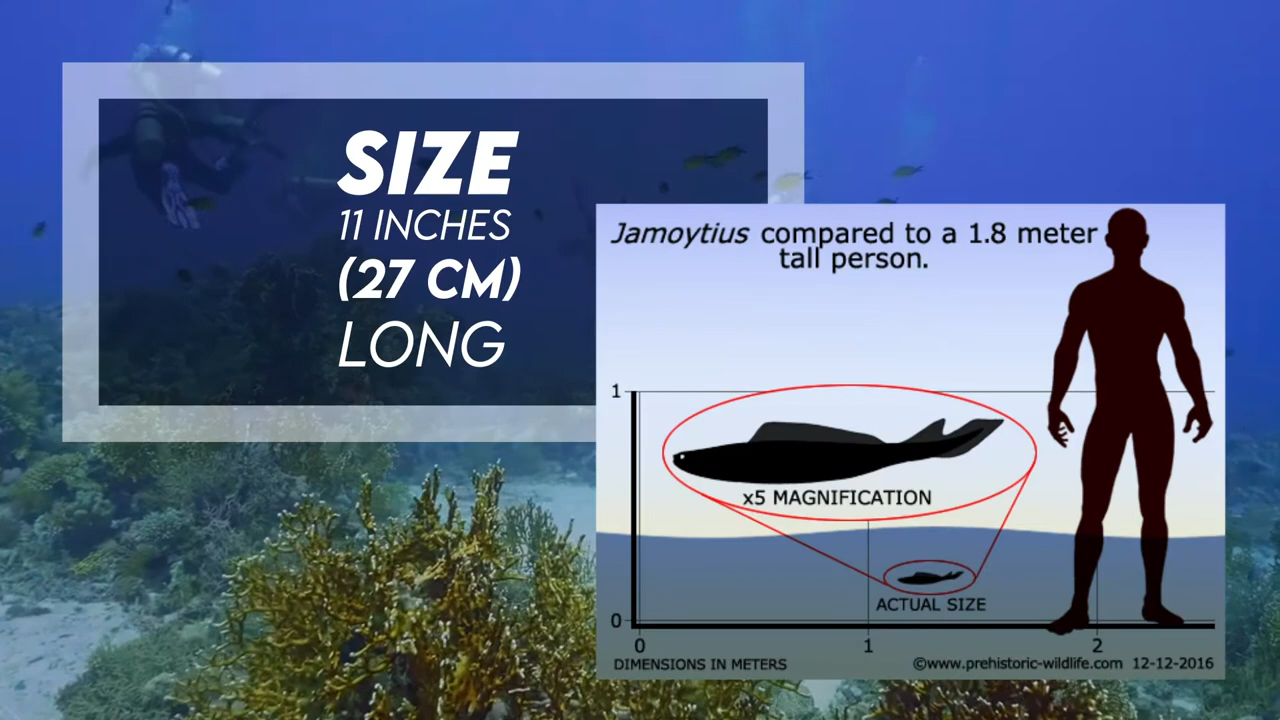 SIZE
11 INCHES
(27 CM)
LONG
Jamoytius compared to a 1.8 meter
tall person.
1
x5 MAGNIFICATION
ACTUAL SIZE
0
0 1 2
DIMENSIONS IN METERS ©www.prehistoric-wildlife.com 12-12-2016